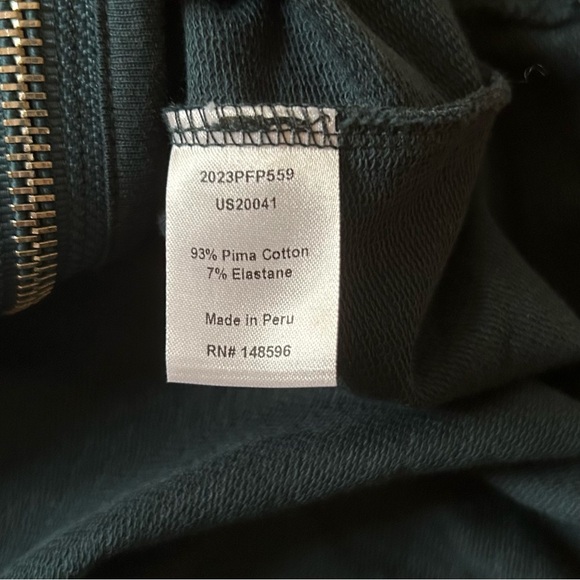 2023PFP559
US20041
93% Pima Cotton
7% Elastane
Made in Peru
RN# 148596